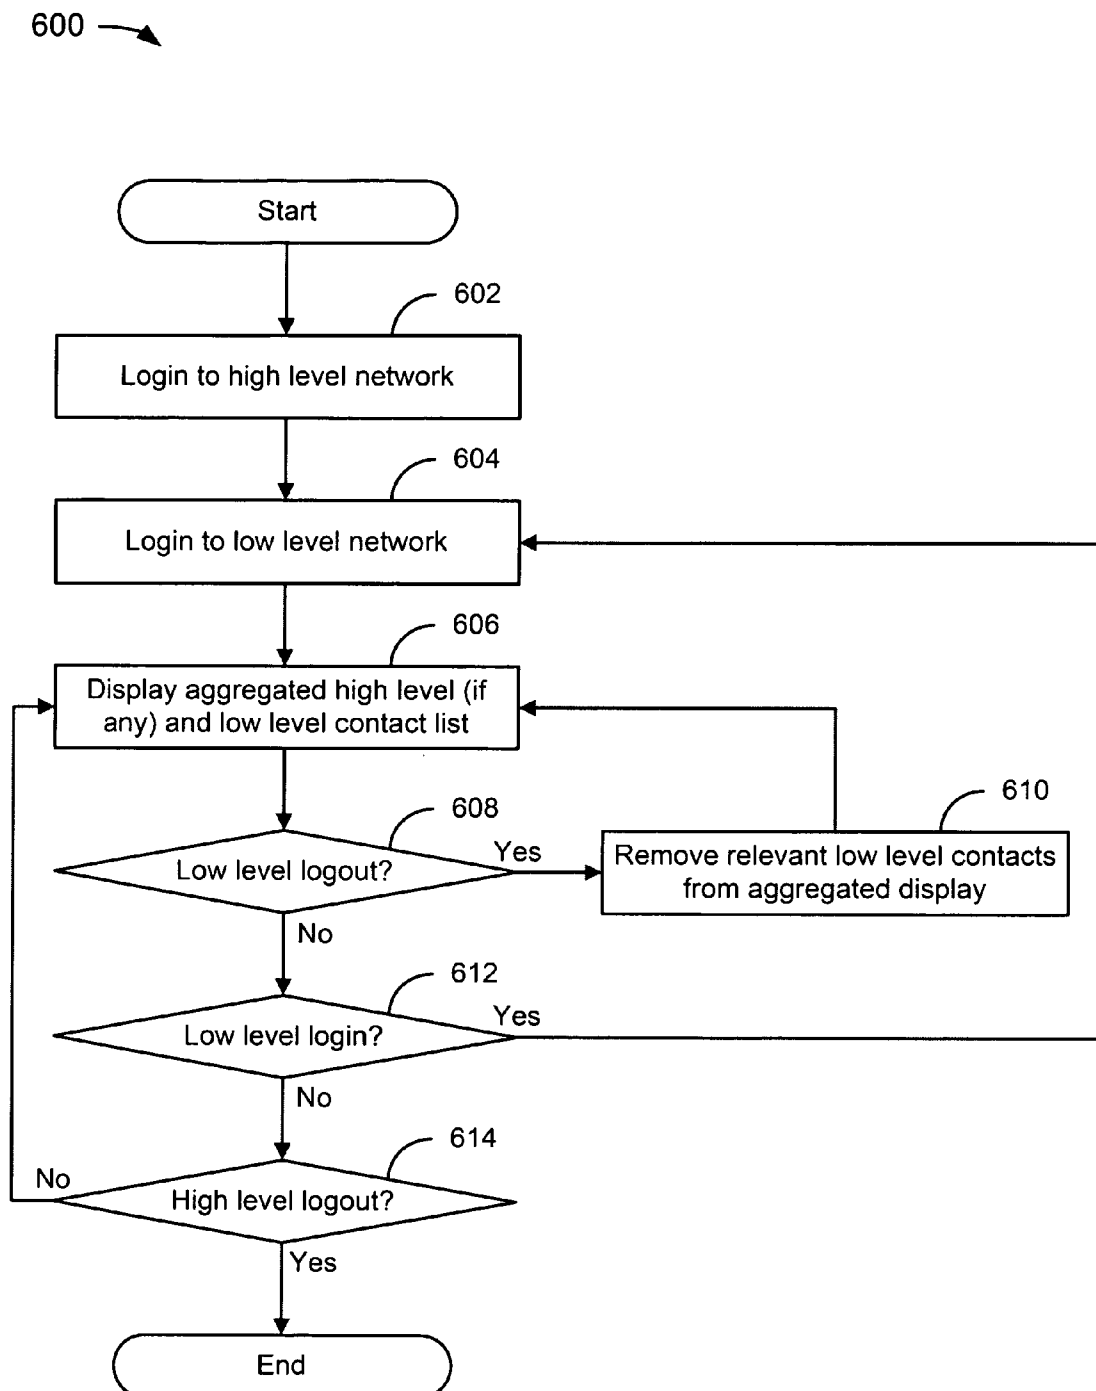 600
Start
602
Login to high level network
604
Login to low level network
606
Display aggregated high level (if
any) and low level contact list
608
Low level logout?
Yes
610
Remove relevant low level contacts
from aggregated display
No
612
Low level login?
Yes
No
614
High level logout?
No
Yes
End